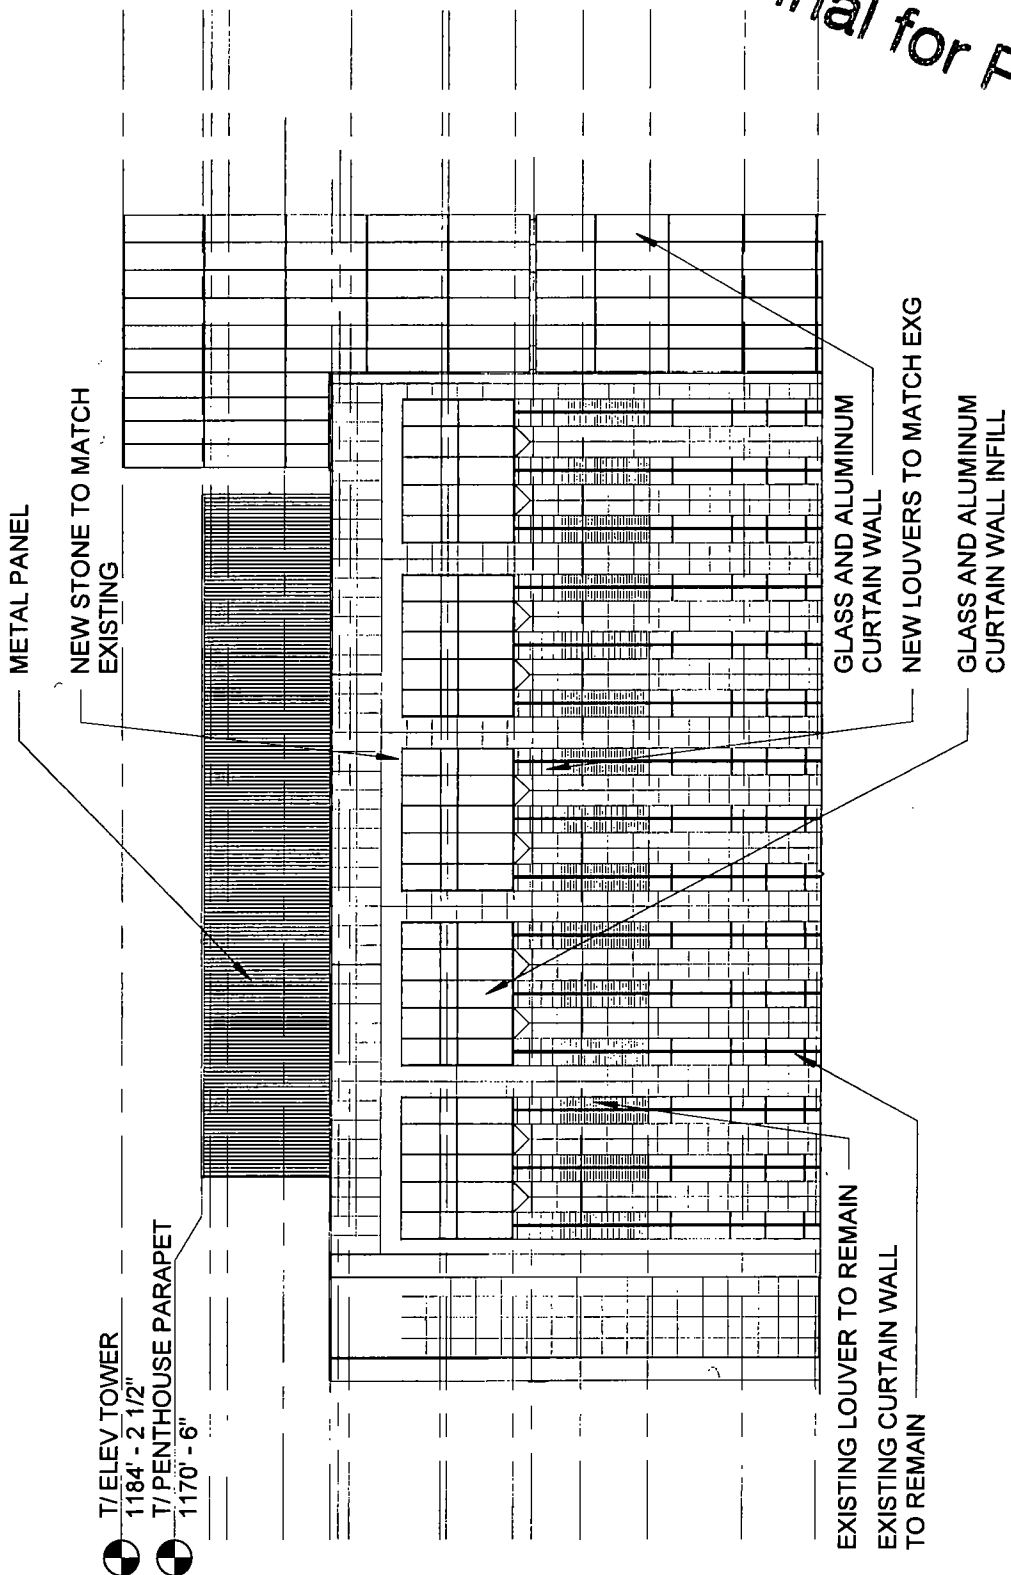 inal for P
METAL PANEL
NEW STONE TO MATCH
EXISTING
T/ ELEV TOWER
1184' - 2 1/2"
T/ PENTHOUSE PARAPET
1170' - 6"
GLASS AND ALUMINUM
CURTAIN WALL
NEW LOUVERS TO MATCH EXG
GLASS AND ALUMINUM
CURTAIN WALL INFILL
EXISTING LOUVER TO REMAIN
EXISTING CURTAIN WALL
TO REMAIN